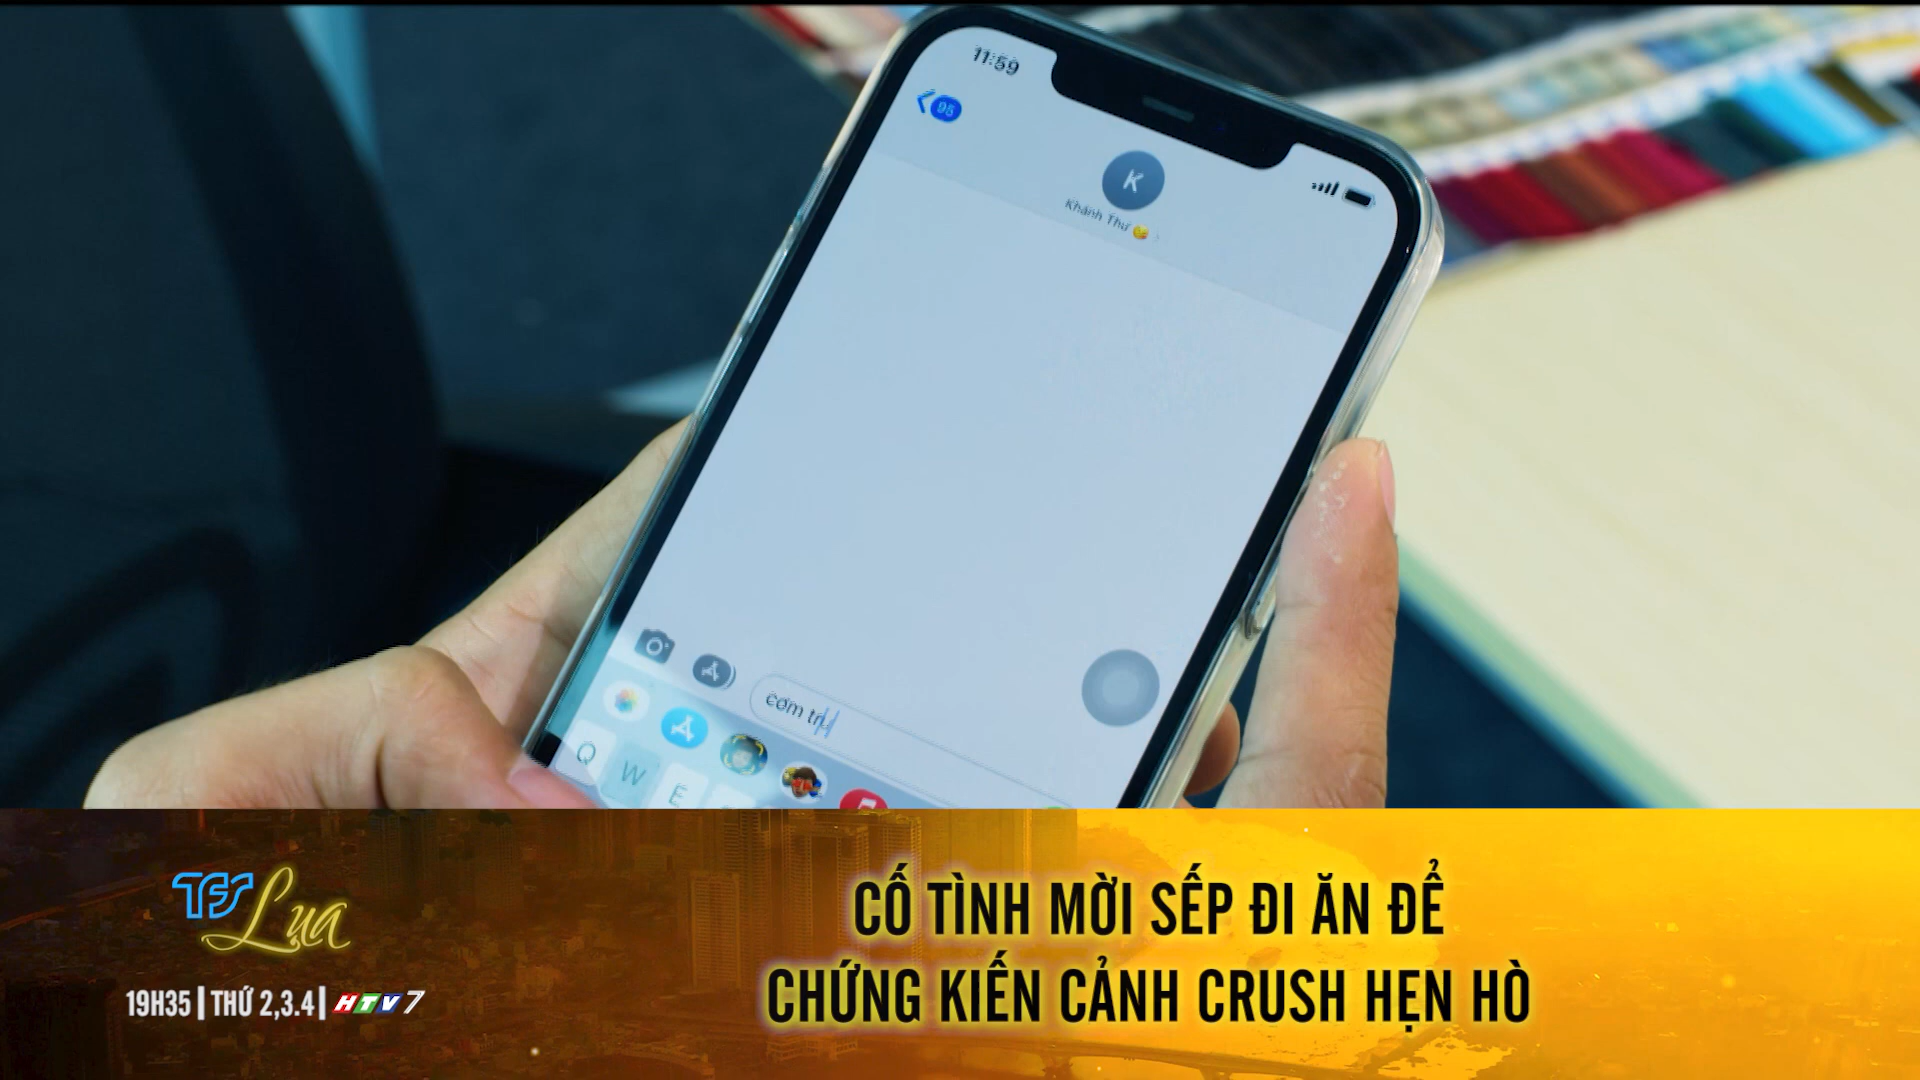 11:59
95
K
Khánh Thư 😘
cơm tr
Q W E
TFS Lụa
CỐ TÌNH MỜI SẾP ĐI ĂN ĐỂ
CHỨNG KIẾN CẢNH CRUSH HẸN HÒ
19H35 | THỨ 2,3.4 | HTV7